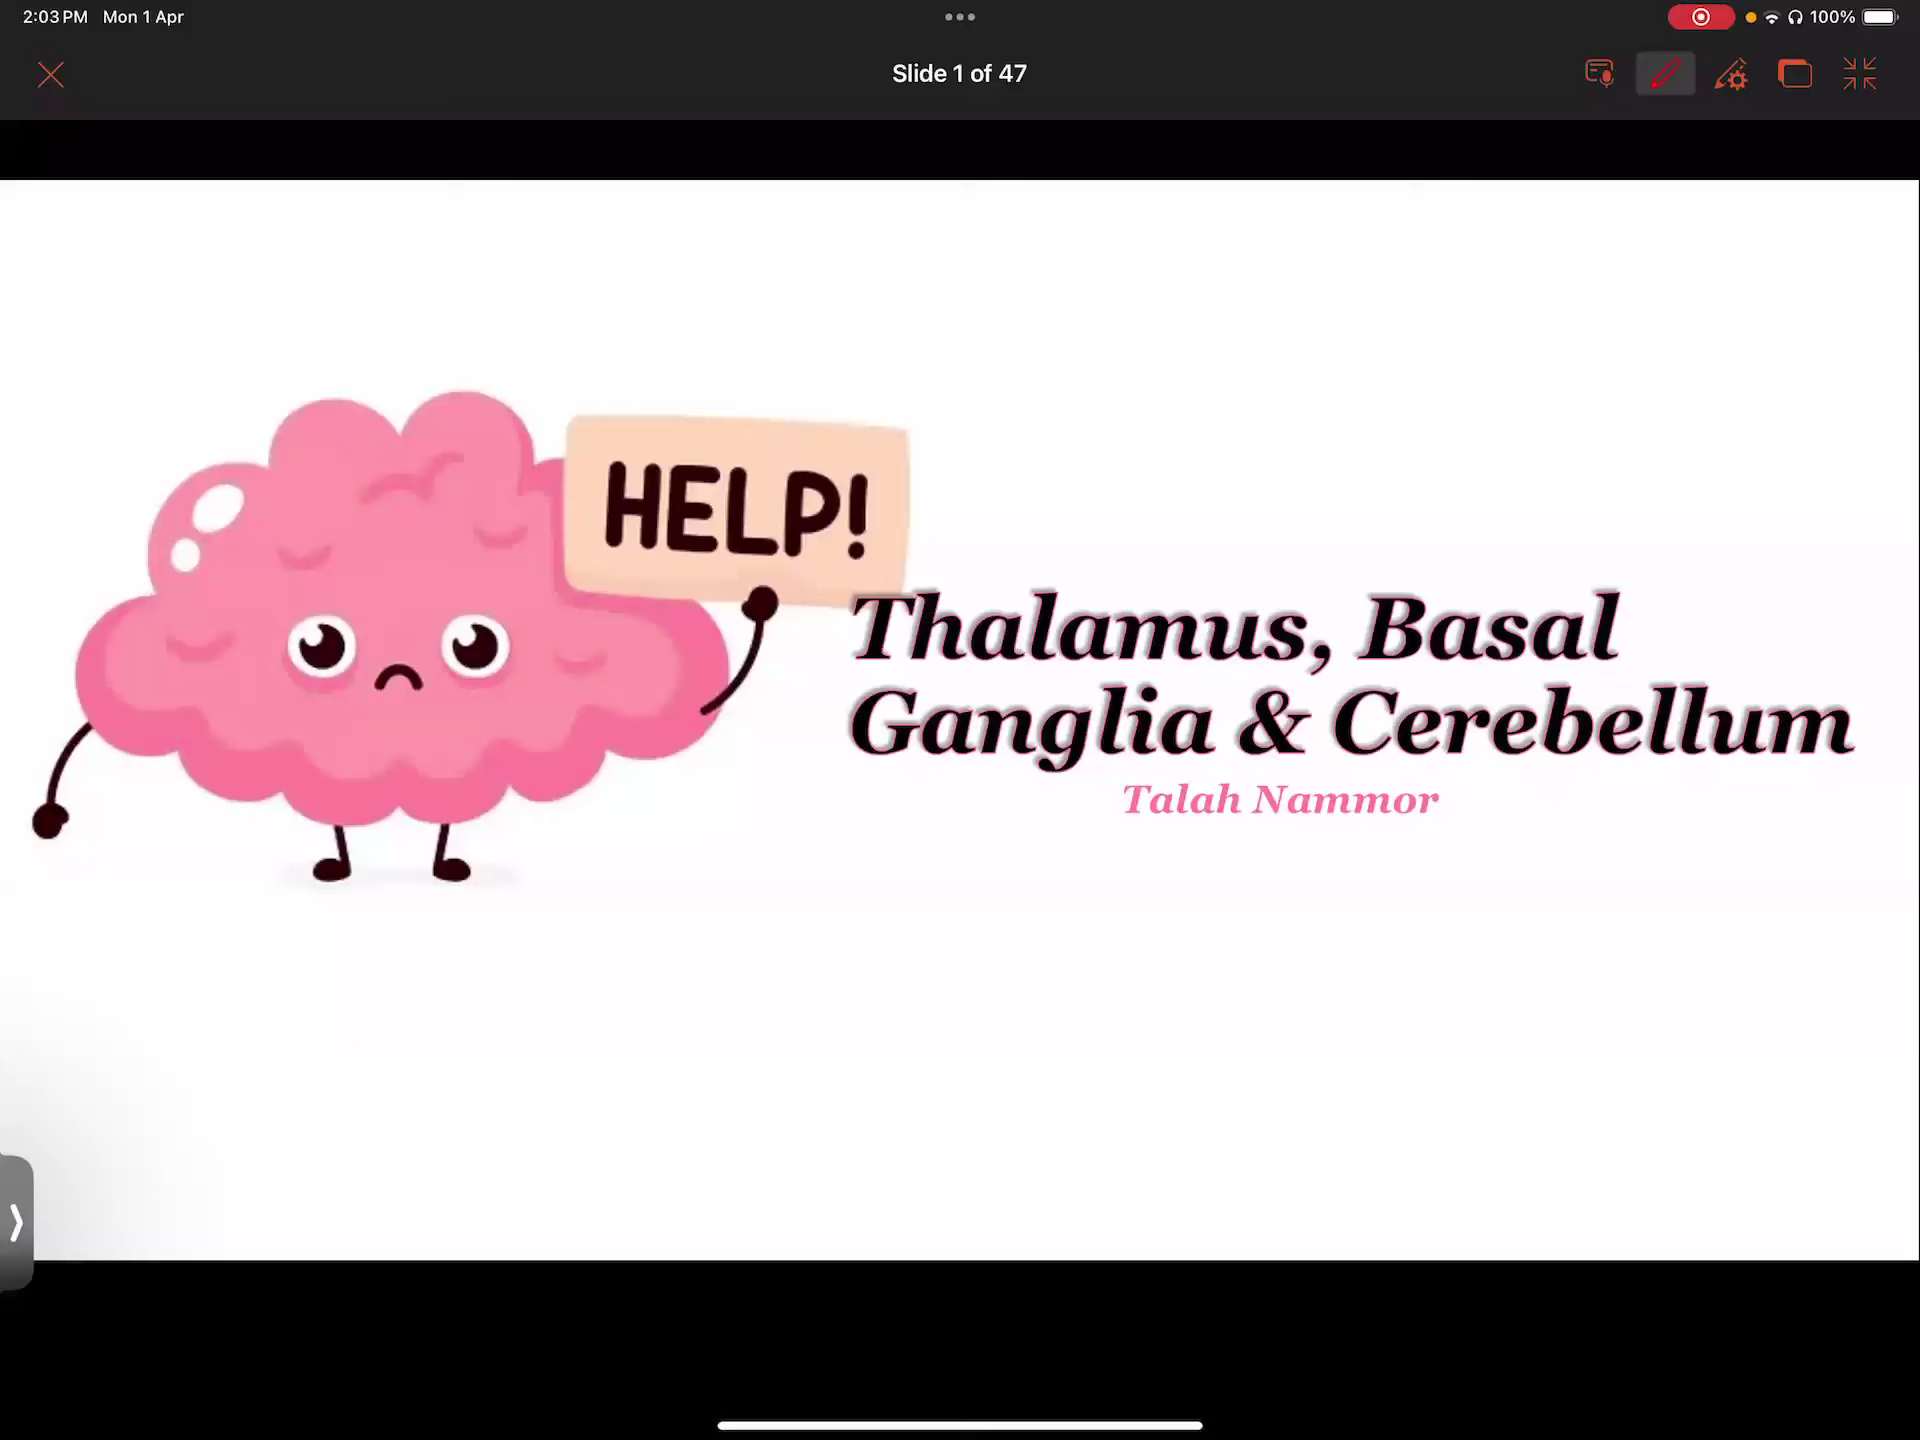 2:03 PM Mon 1 Apr
100%
Slide 1 of 47
HELP!
Thalamus, Basal
Ganglia & Cerebellum
Talah Nammor